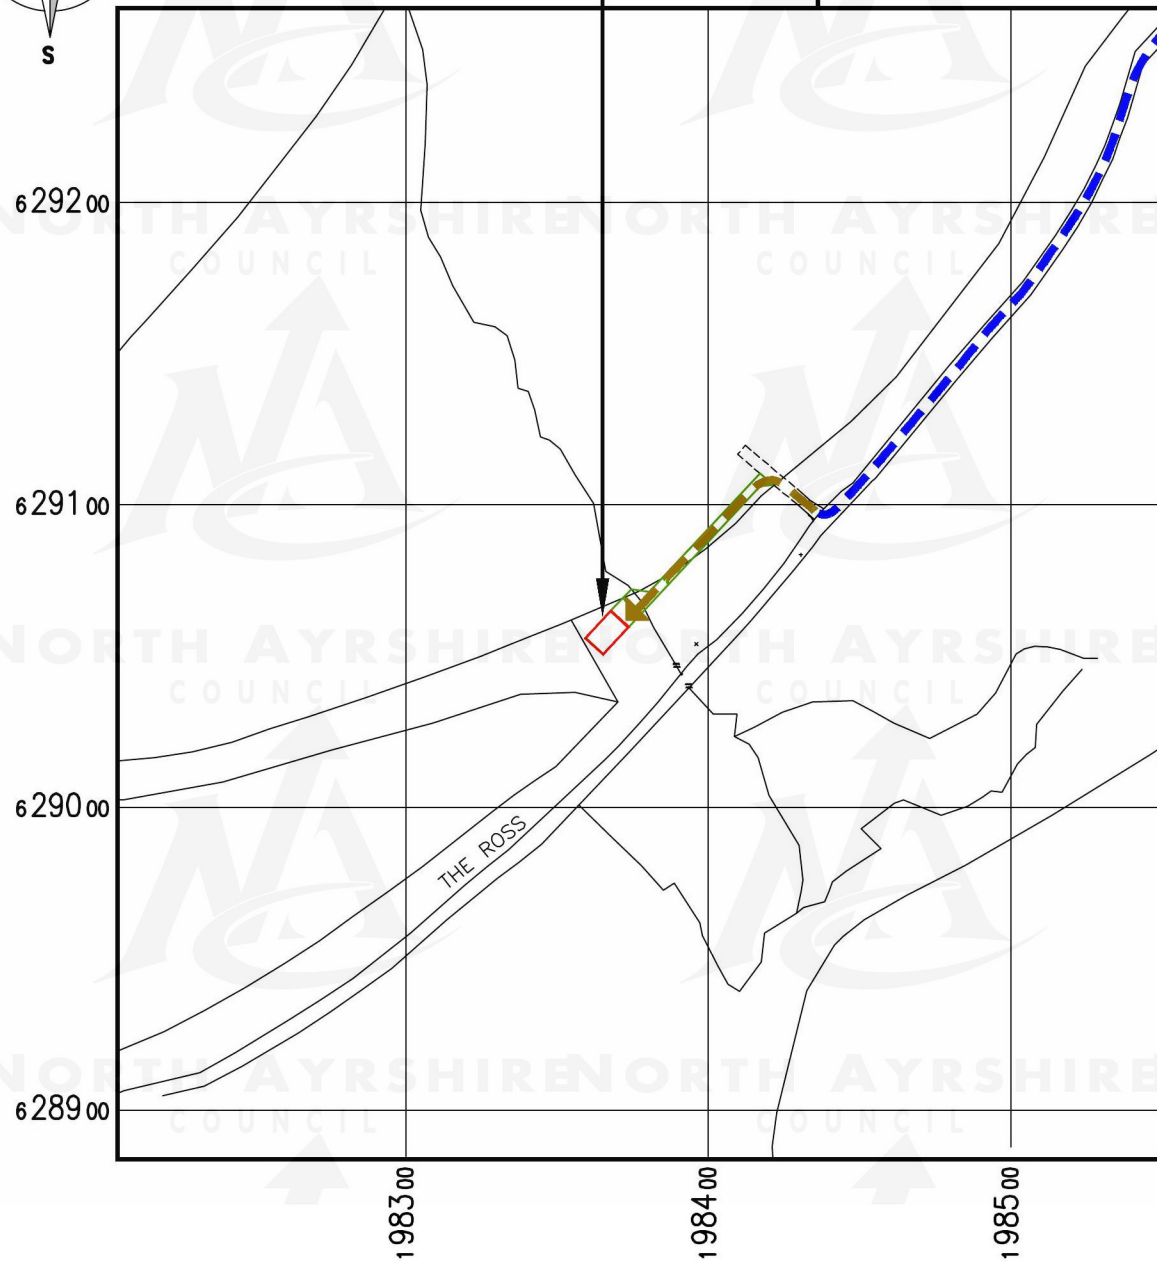 S
629200
NORTH AYRSHIRE NORTH AYRSHIRE
COUNCIL COUNCIL
629100
NORTH AYRSHIRE NORTH AYRSHIRE
COUNCIL COUNCIL
629000
THE ROSS
NORTH AYRSHIRE NORTH AYRSHIRE
COUNCIL COUNCIL
628900
198300
198400
198500